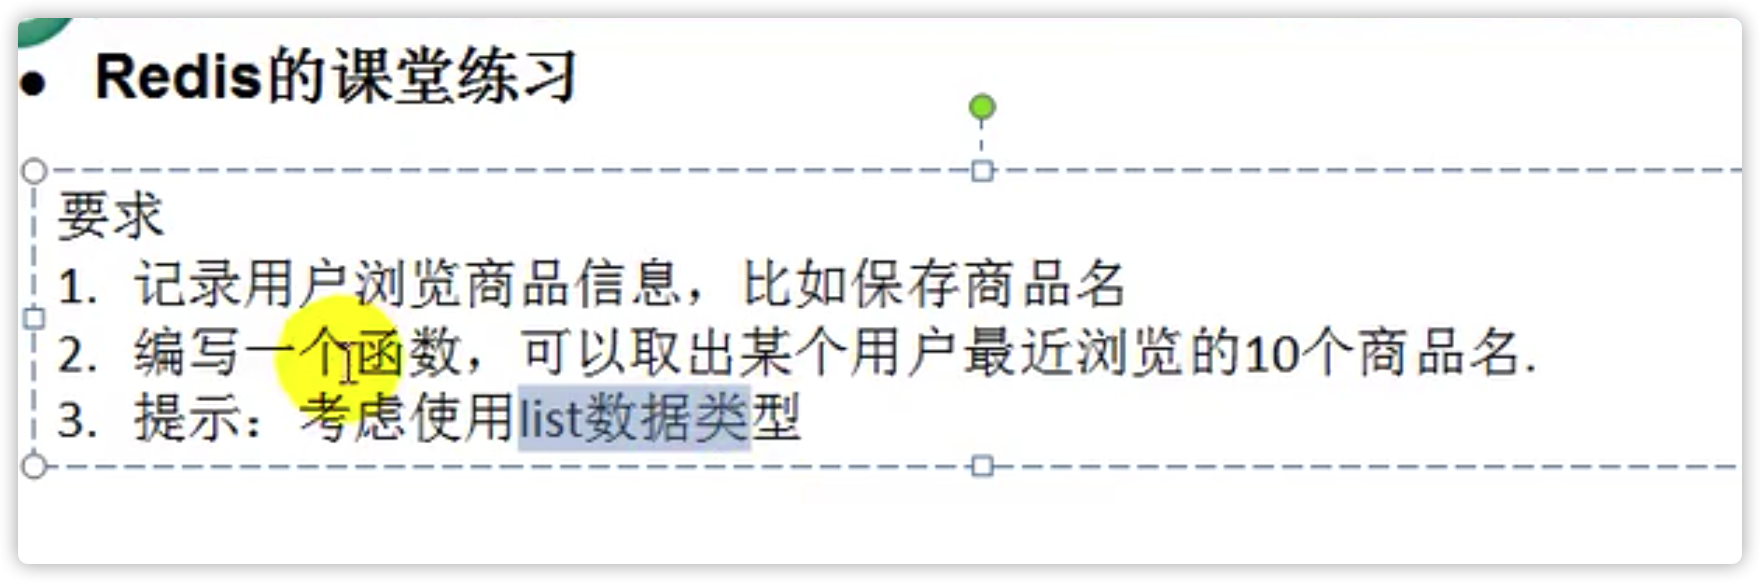 ● Redis的课堂练习
要求
1. 记录用户浏览商品信息，比如保存商品名
2. 编写一个函数，可以取出某个用户最近浏览的10个商品名.
3. 提示：考虑使用list数据类型